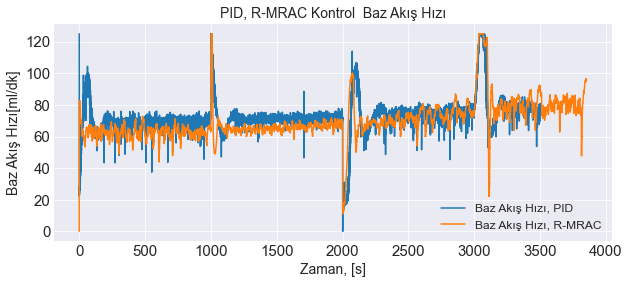 PID, R-MRAC Kontrol  Baz Akış Hızı
Baz Akış Hızı[ml/dk]
120
100
80
60
40
20
0
0 500 1000 1500 2000 2500 3000 3500 4000
Zaman, [s]
Baz Akış Hızı, PID
Baz Akış Hızı, R-MRAC